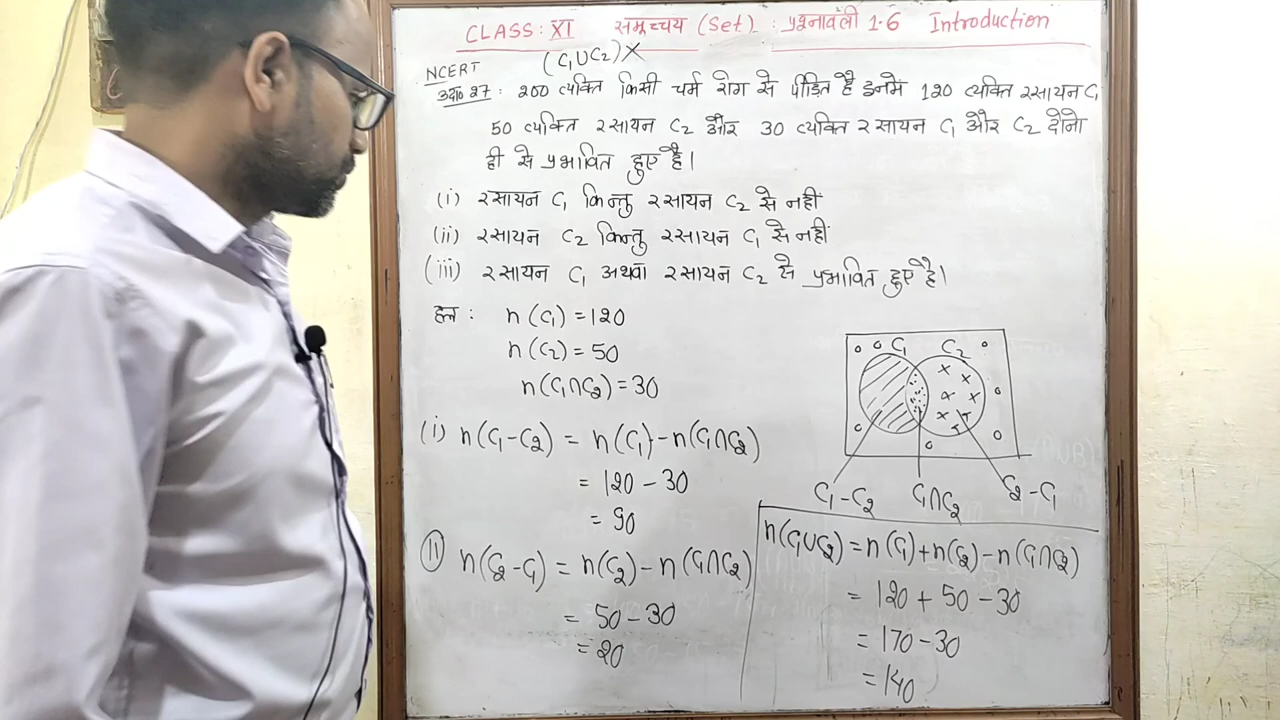 CLASS: XI समुच्चय (Set) : प्रश्नावली 1.6 Introduction
(C₁∪C₂)×
NCERT
उदा० 27 : 200 व्यक्ति किसी चर्म रोग से पीडित है इनमे 120 व्यक्ति रसायन C₁
50 व्यक्ति रसायन C₂ और 30 व्यक्ति रसायन C₁ और C₂ दोनो
ही से प्रभावित हुए है।
(i) रसायन C₁ किन्तु रसायन C₂ से नही
(ii) रसायन C₂ किन्तु रसायन C₁ से नही
(iii) रसायन C₁ अथवा रसायन C₂ से प्रभावित हुए है।
हल : n(C₁) = 120
n(C₂) = 50
n(C₁∩C₂) = 30
(i) n(C₁-C₂) = n(C₁) - n(C₁∩C₂)
= 120 - 30
= 90
(ii) n(C₂-C₁) = n(C₂) - n(C₁∩C₂)
= 50 - 30
= 20
C₁ C₂
C₁-C₂ C₁∩C₂ C₂-C₁
n(C₁∪C₂) = n(C₁) + n(C₂) - n(C₁∩C₂)
= 120 + 50 - 30
= 170 - 30
= 140